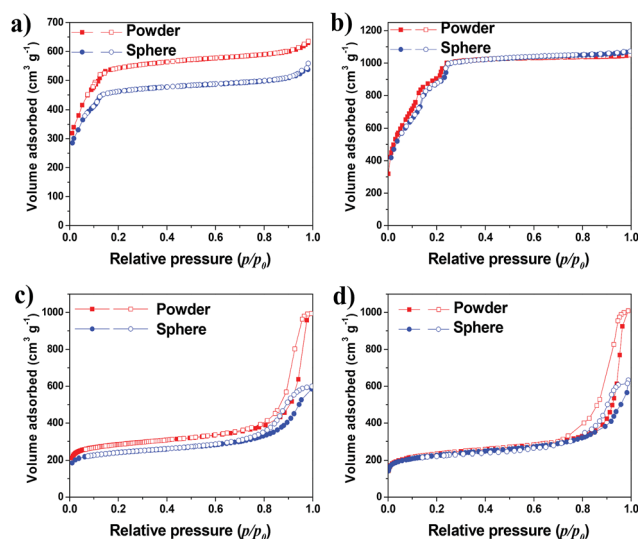 a)
700
600
500
400
300
200
100
0
Volume adsorbed (cm³ g⁻¹)
Powder
Sphere
0.0 0.2 0.4 0.6 0.8 1.0
Relative pressure (p/p₀)
b)
1000
800
600
400
200
0
Volume adsorbed (cm³ g⁻¹)
Powder
Sphere
0.0 0.2 0.4 0.6 0.8 1.0
Relative pressure (p/p₀)
c)
1000
800
600
400
200
0
Volume adsorbed (cm³ g⁻¹)
Powder
Sphere
0.0 0.2 0.4 0.6 0.8 1.0
Relative pressure (p/p₀)
d)
1000
800
600
400
200
0
Volume adsorbed (cm³ g⁻¹)
Powder
Sphere
0.0 0.2 0.4 0.6 0.8 1.0
Relative pressure (p/p₀)